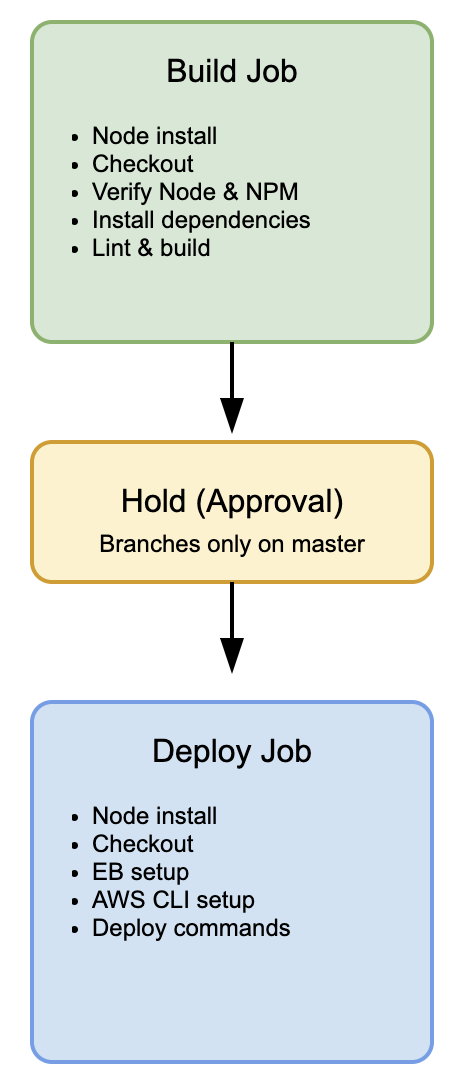 Build Job
• Node install
• Checkout
• Verify Node & NPM
• Install dependencies
• Lint & build
Hold (Approval)
Branches only on master
Deploy Job
• Node install
• Checkout
• EB setup
• AWS CLI setup
• Deploy commands